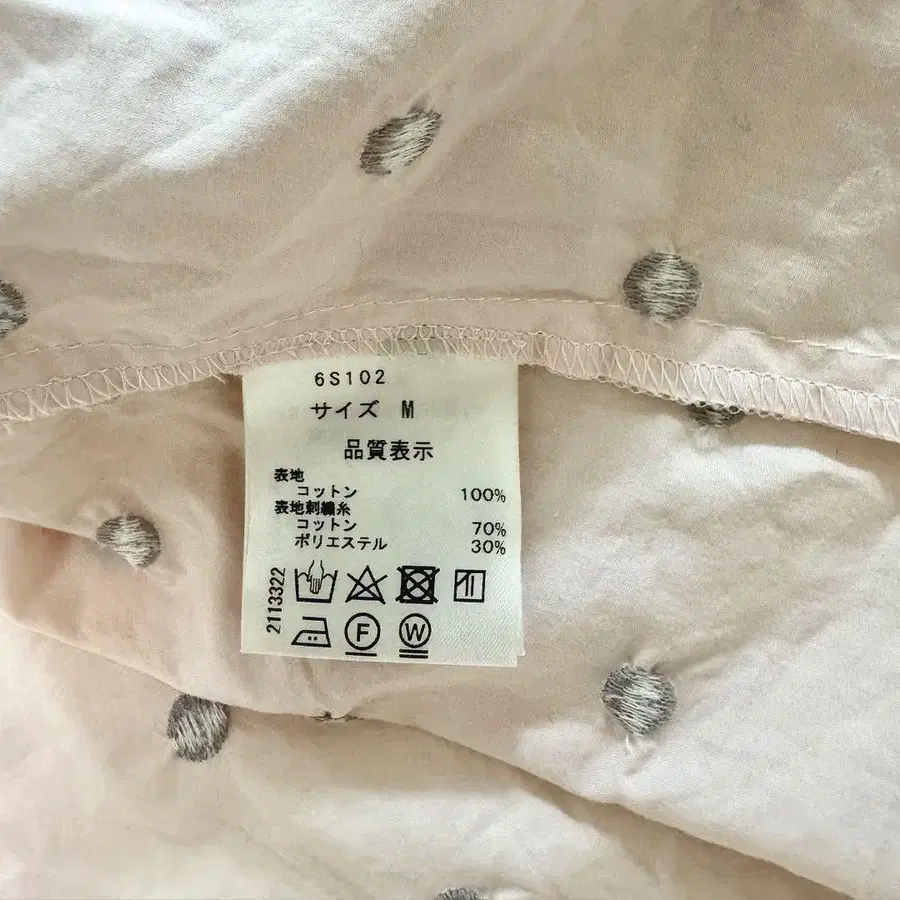 6S102
サイズ M
品質表示
表地
コットン 100%
表地刺繍糸
コットン 70%
ポリエステル 30%
2113322
F W